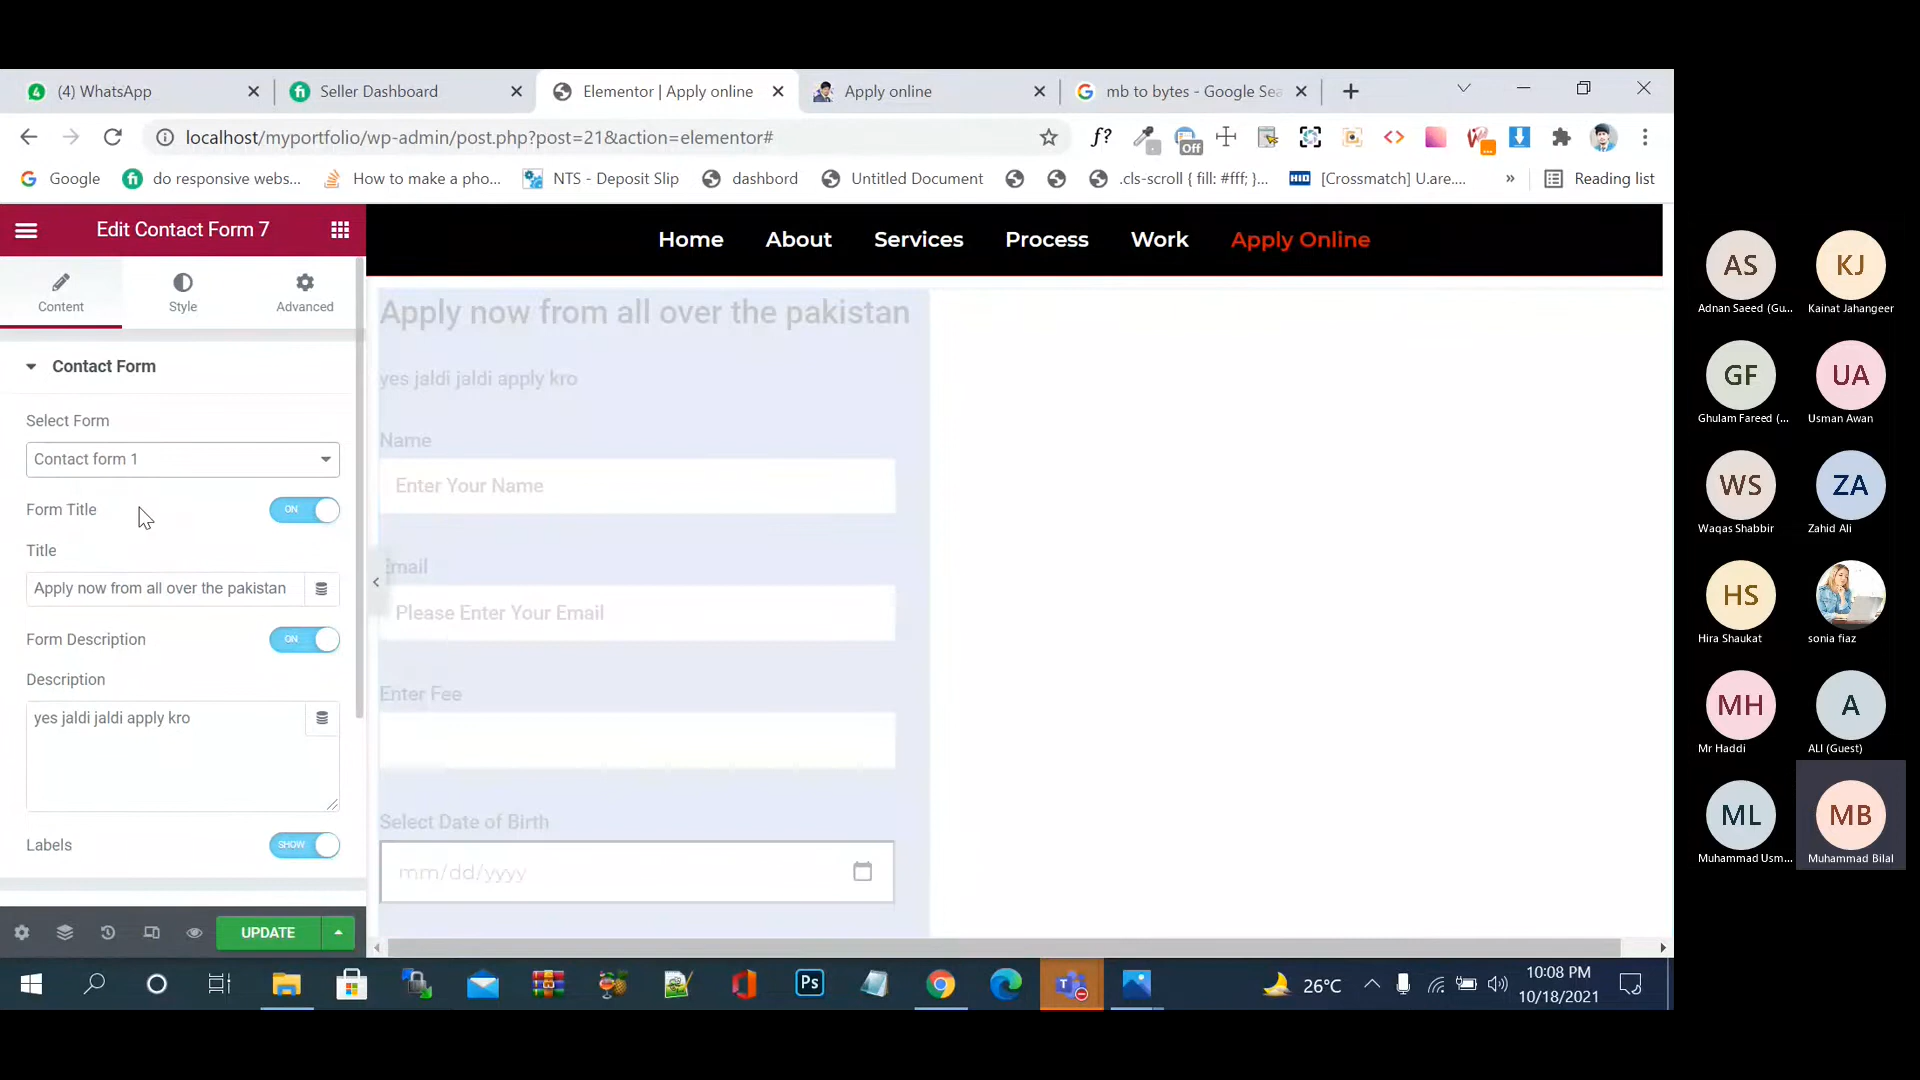 (4) WhatsApp
Seller Dashboard
Elementor | Apply online
Apply online
mb to bytes - Google Sea
localhost/myportfolio/wp-admin/post.php?post=21&action=elementor#
f?
Off
Google
do responsive webs...
How to make a pho...
NTS - Deposit Slip
dashbord
Untitled Document
.cls-scroll { fill: #fff; }...
HID
[Crossmatch] U.are....
»
Reading list
Edit Contact Form 7
Content
Style
Advanced
Contact Form
Select Form
Contact form 1
Form Title
ON
Title
Apply now from all over the pakistan
Form Description
ON
Description
yes jaldi jaldi apply kro
Labels
SHOW
UPDATE
Home
About
Services
Process
Work
Apply Online
Apply now from all over the pakistan
yes jaldi jaldi apply kro
Name
Enter Your Name
Email
Please Enter Your Email
Enter Fee
Select Date of Birth
mm/dd/yyyy
Ps
26°C
10:08 PM
10/18/2021
AS
Adnan Saeed (Gu...
KJ
Kainat Jahangeer
GF
Ghulam Fareed (...
UA
Usman Awan
WS
Waqas Shabbir
ZA
Zahid Ali
HS
Hira Shaukat
sonia fiaz
MH
Mr Haddi
A
ALI (Guest)
ML
Muhammad Usm...
MB
Muhammad Bilal